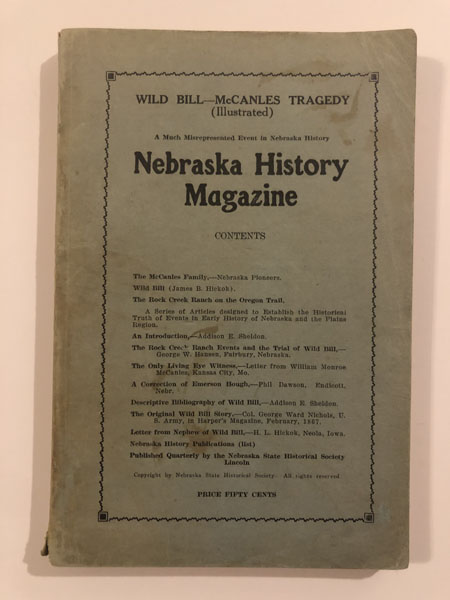 WILD BILL—McCANLES TRAGEDY
(Illustrated)
A Much Misrepresented Event in Nebraska History
Nebraska History
Magazine
CONTENTS
The McCanles Family,—Nebraska Pioneers.
Wild Bill (James B. Hickok).
The Rock Creek Ranch on the Oregon Trail.
A Series of Articles designed to Establish the Historical
Truth of Events in Early History of Nebraska and the Platte
Region.
An Introduction,—Addison E. Sheldon.
The Rock Creek Ranch Events and the Trial of Wild Bill,—
George W. Hansen, Fairbury, Nebraska.
The Only Living Eye Witness,—Letter from William Monroe
McCanles, Kansas City, Mo.
A Correction of Emerson Hough,—Phil Dawson, Endicott,
Nebr.
Descriptive Bibliography of Wild Bill,—Addison E. Sheldon.
The Original Wild Bill Story,—Col. George Ward Nichols, U.
S. Army, in Harper's Magazine, February, 1867.
Letter from Nephew of Wild Bill,—H. L. Hickok, Neola, Iowa.
Nebraska History Publications (list)
Published Quarterly by the Nebraska State Historical Society
Lincoln
Copyright by Nebraska State Historical Society. All rights reserved.
PRICE FIFTY CENTS